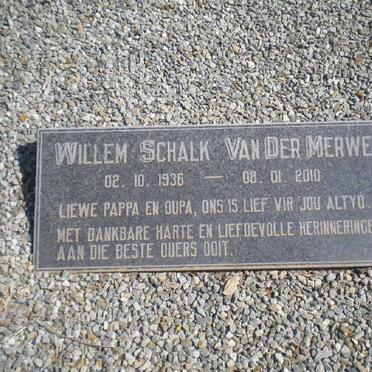 WILLEM SCHALK VAN DER MERWE
02. 10. 1936 — 08. 01. 2010
LIEWE PAPPA EN OUPA, ONS IS LIEF VIR JOU ALTYD.
MET DANKBARE HARTE EN LIEFDEVOLLE HERINNERINGE
AAN DIE BESTE OUERS OOIT.